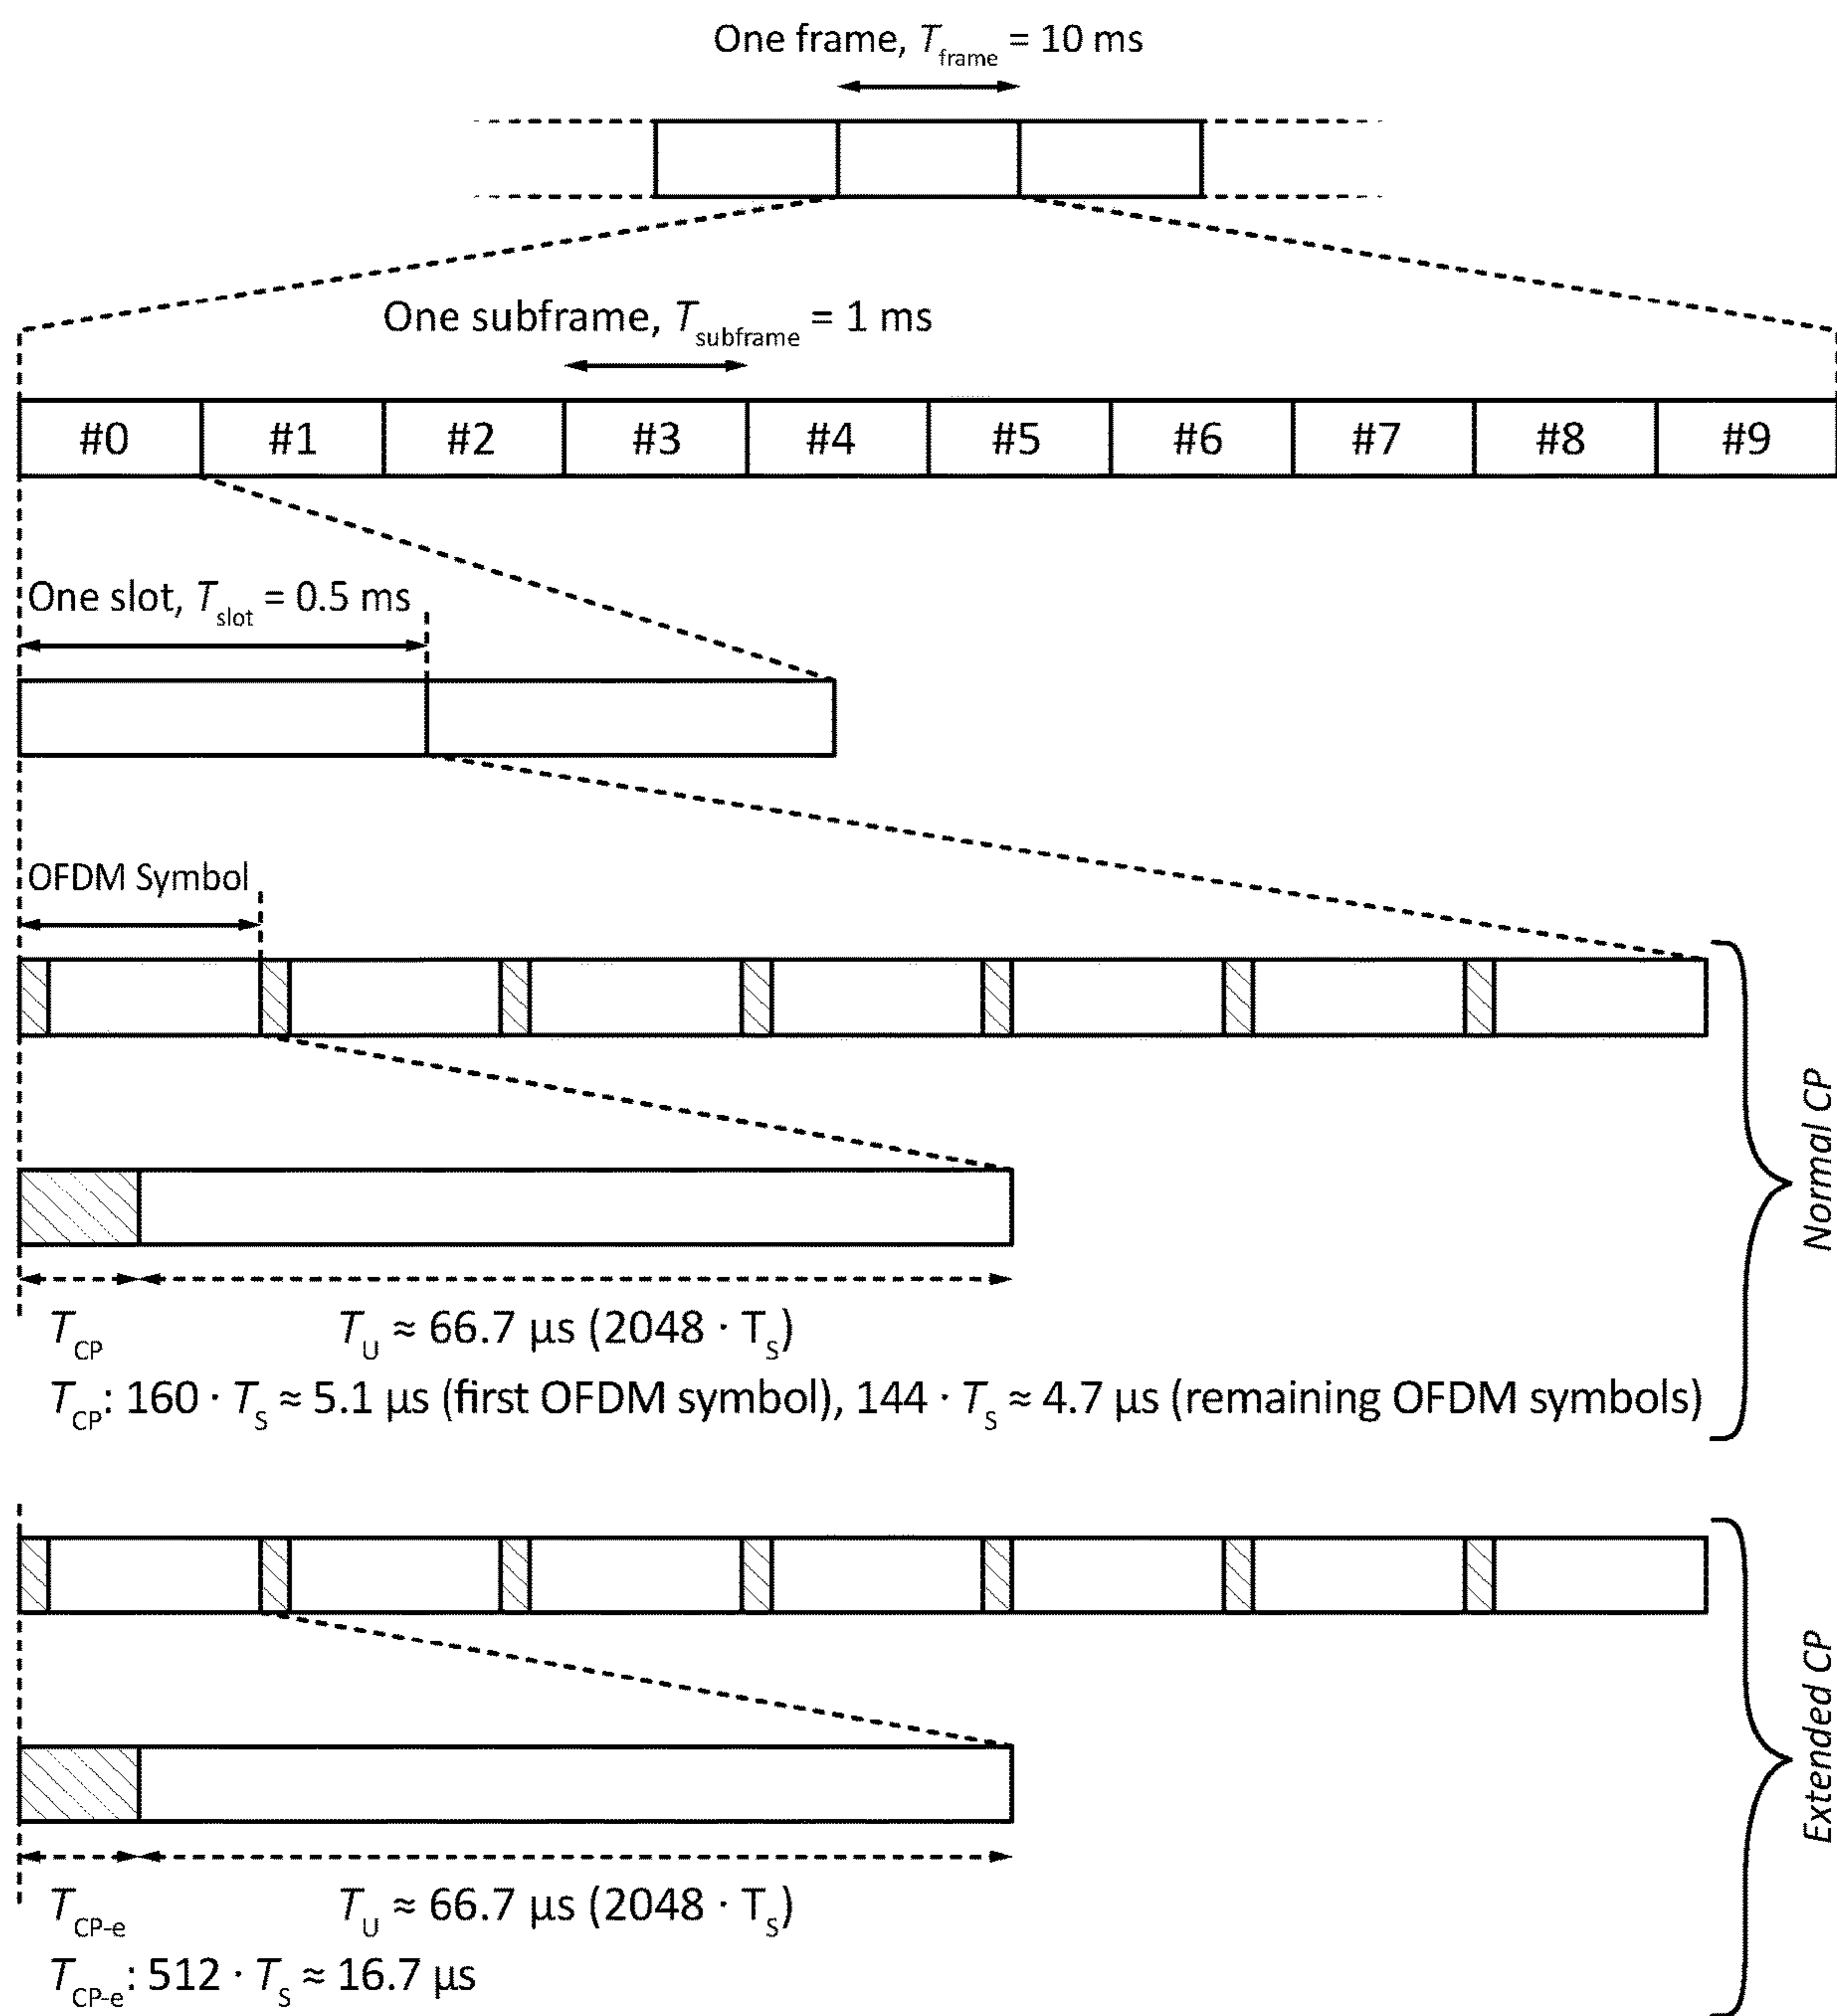 One frame, T_frame = 10 ms
One subframe, T_subframe = 1 ms
#0 #1 #2 #3 #4 #5 #6 #7 #8 #9
One slot, T_slot = 0.5 ms
OFDM Symbol
Normal CP
T_CP T_U ≈ 66.7 µs (2048 · T_S)
T_CP: 160 · T_S ≈ 5.1 µs (first OFDM symbol), 144 · T_S ≈ 4.7 µs (remaining OFDM symbols)
Extended CP
T_CP-e T_U ≈ 66.7 µs (2048 · T_S)
T_CP-e: 512 · T_S ≈ 16.7 µs